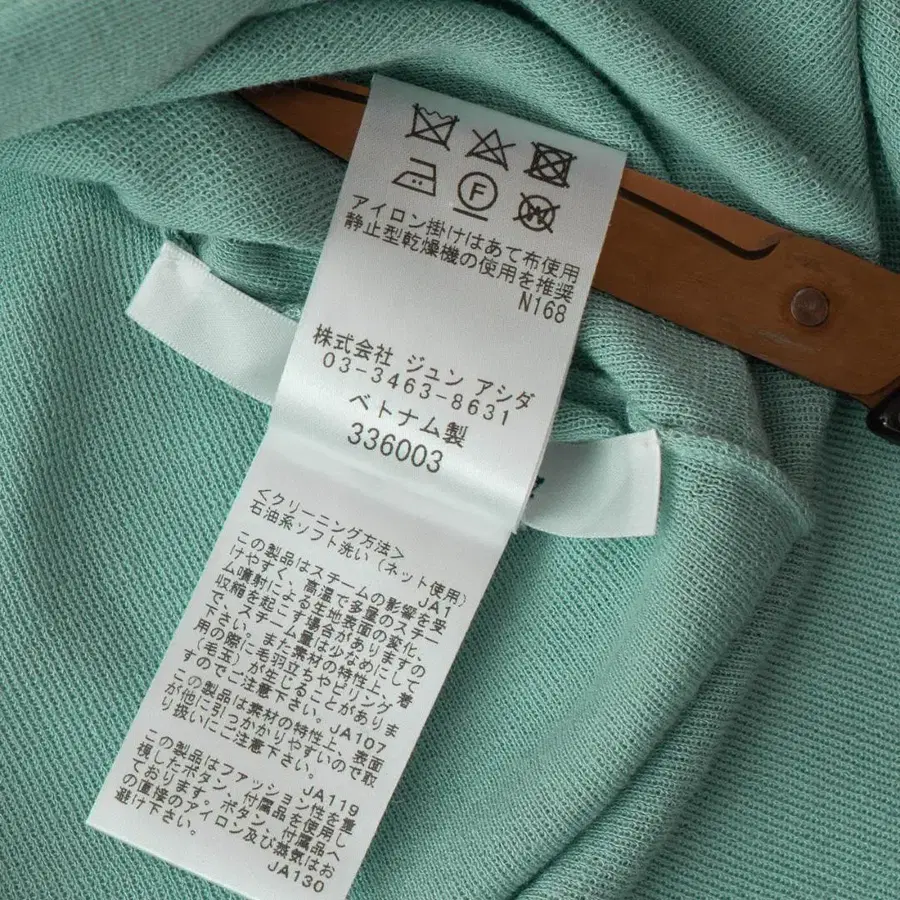 F
W
アイロン掛けはあて布使用
静止型乾燥機の使用を推奨
N168
株式会社 ジュン アシダ
03-3463-8631
ベトナム製
336003
<クリーニング方法>
石油系ソフト洗い(ネット使用)
JA1
この製品はスチームの影響を受
けやすく、高温で多量のスチー
ム噴射による生地表面の変化、
収縮を起こす場合がありますの
で、スチーム量は少なめにして
下さい。また素材の特性上、着
用の際に毛羽立ちやピリング
(毛玉)が生じることがありま
すのでご注意下さい。 JA107
この製品は素材の特性上、表面
が他に引っかかりやすいので取
り扱いにご注意下さい。
JA119
この製品はファッション性を重
視したボタン、付属品を使用し
ております。ボタン、付属品へ
の直接のアイロン及び蒸気はお
避け下さい。 JA130